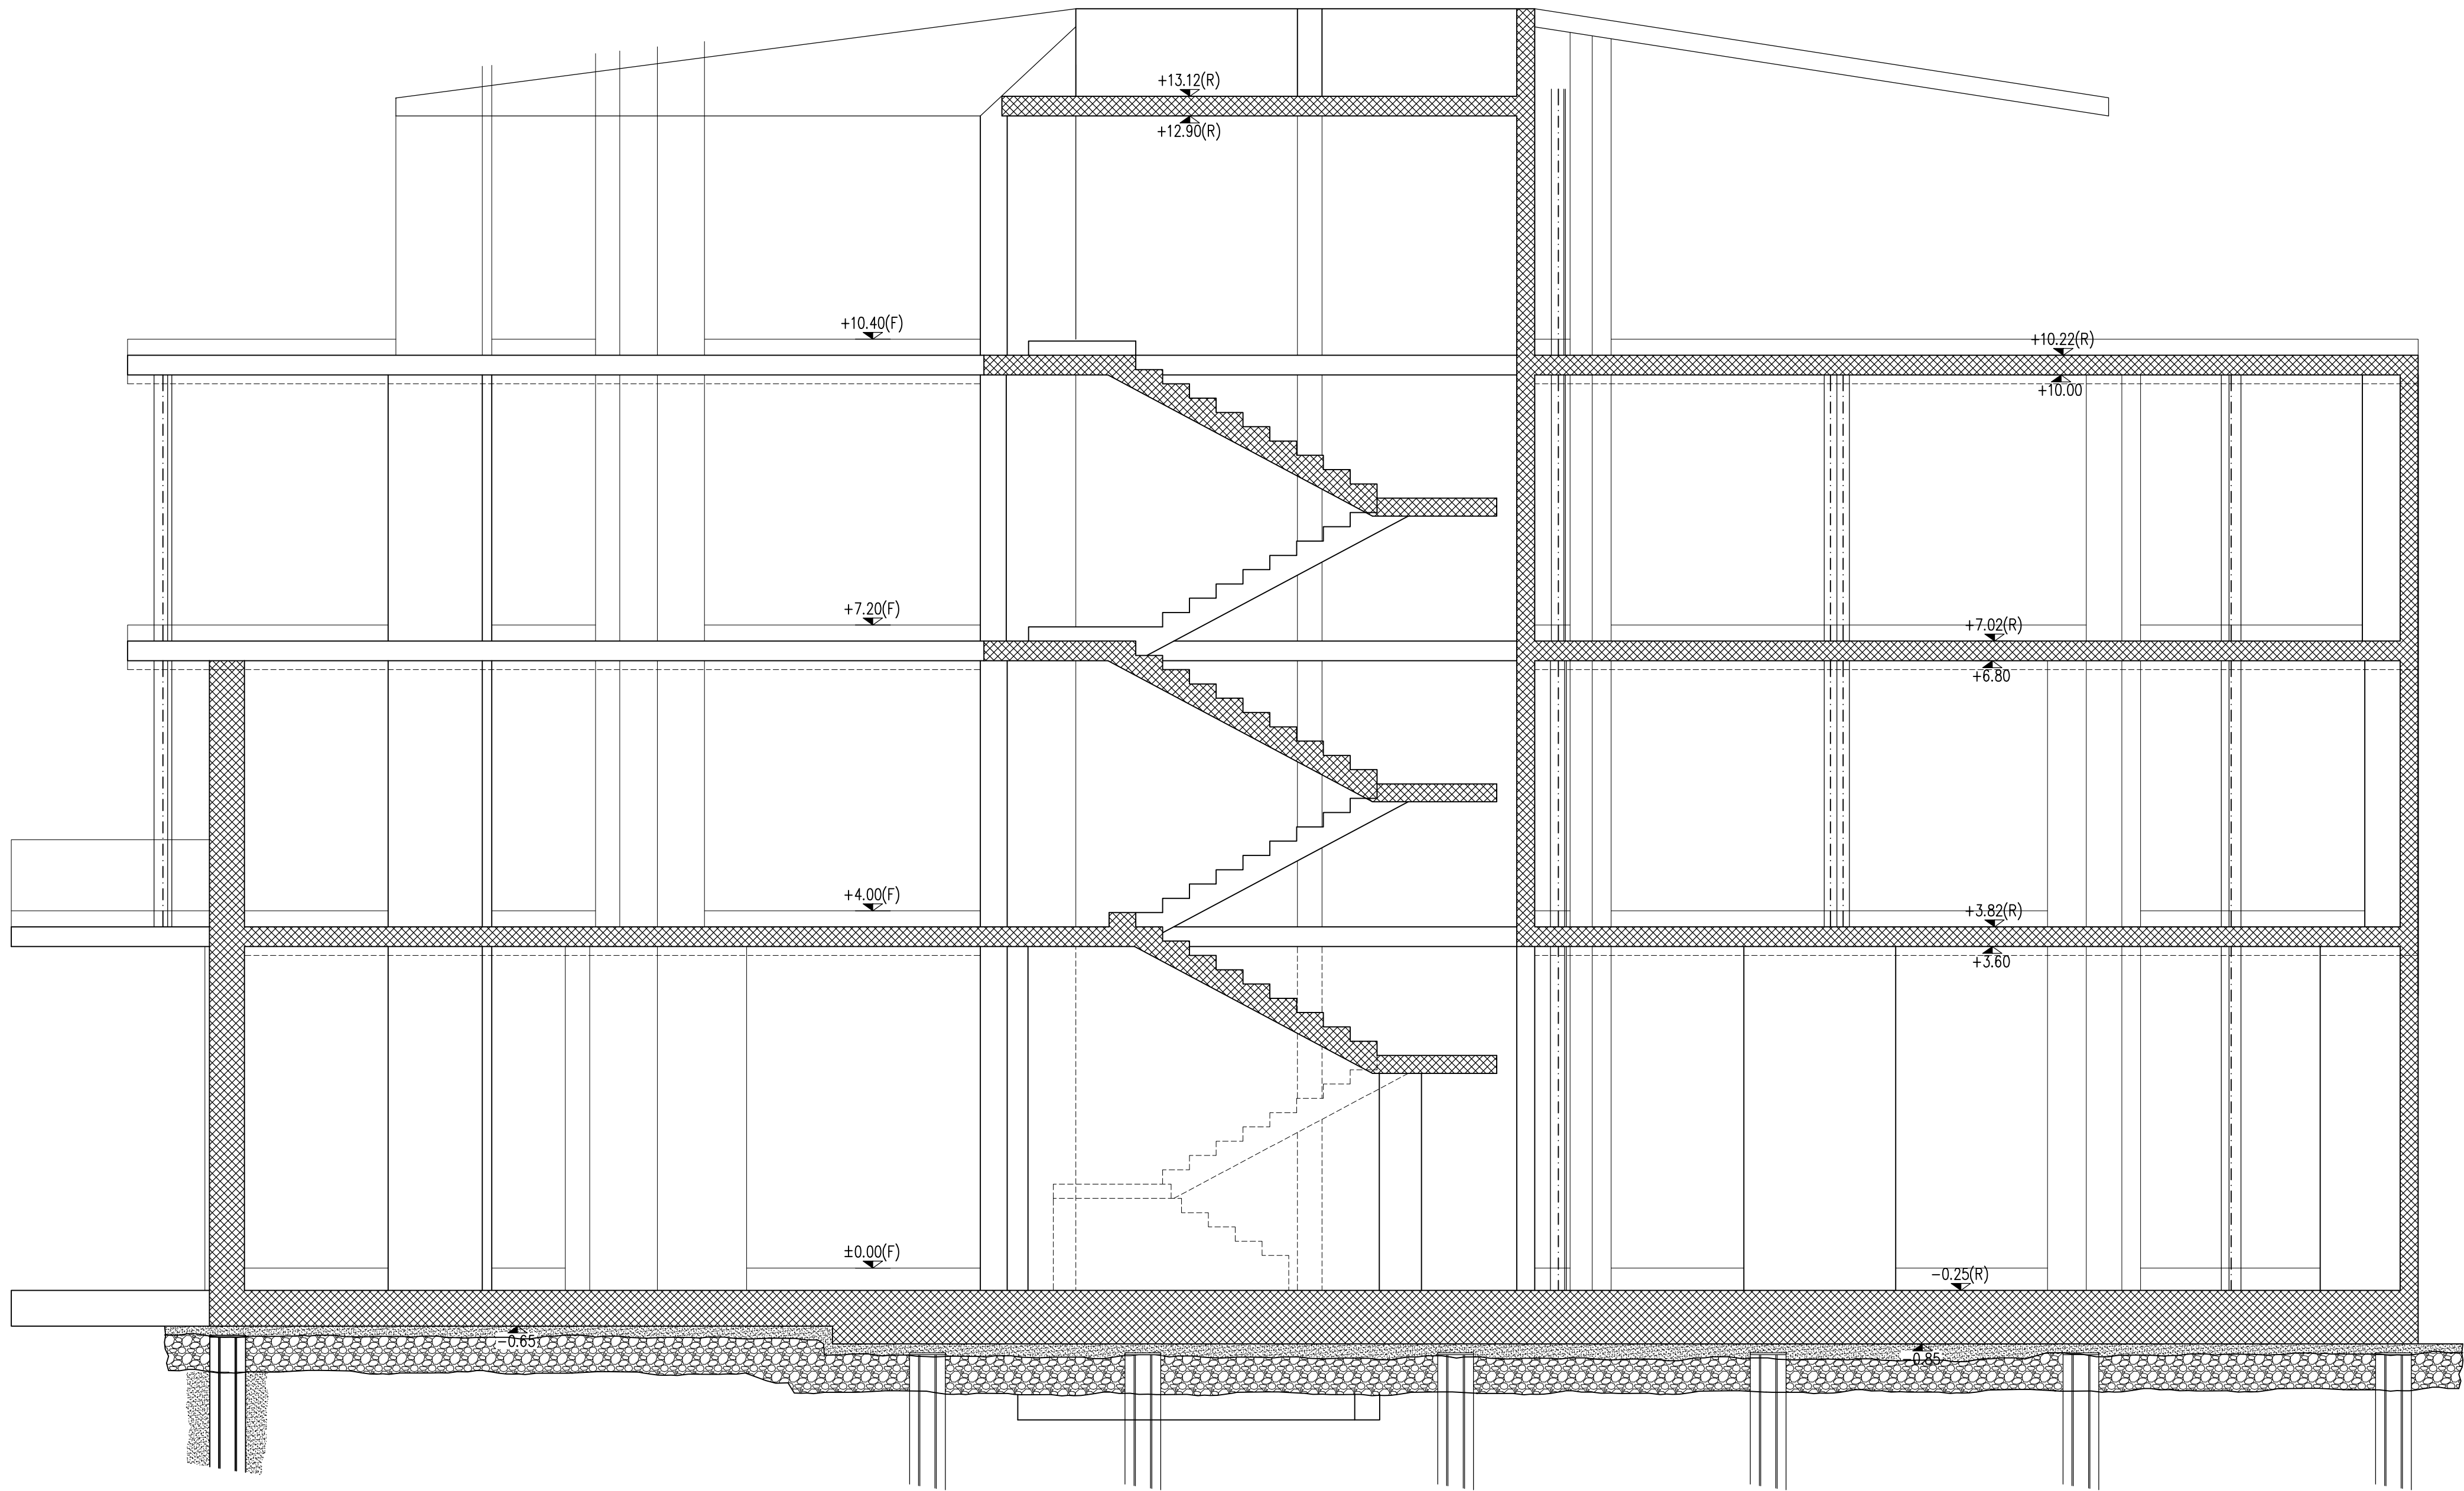 +13.12(R)
+12.90(R)
+10.40(F)
+10.22(R)
+10.00
+7.20(F)
+7.02(R)
+6.80
+4.00(F)
+3.82(R)
+3.60
±0.00(F)
-0.25(R)
-0.65
-0.85